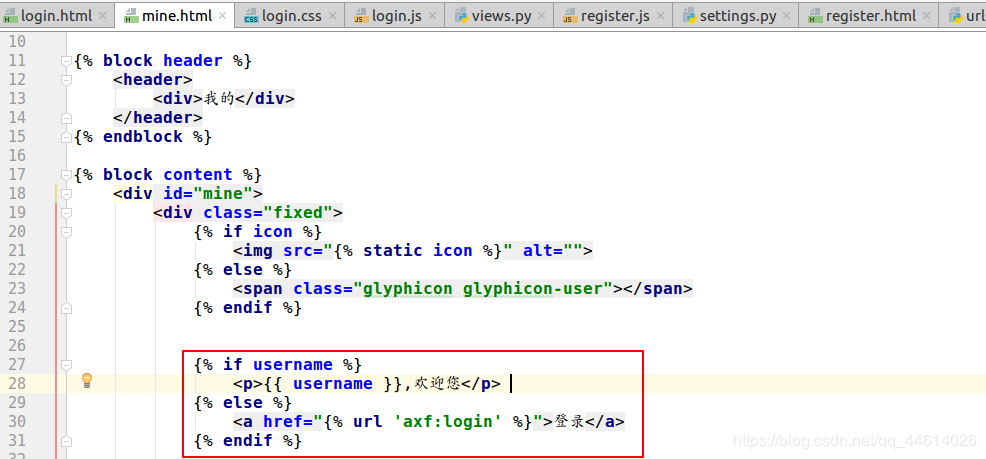 login.html mine.html login.css login.js views.py register.js settings.py register.html url
10
11 {% block header %}
12 <header>
13 <div>我的</div>
14 </header>
15 {% endblock %}
16
17 {% block content %}
18 <div id="mine">
19 <div class="fixed">
20 {% if icon %}
21 <img src="{% static icon %}" alt="">
22 {% else %}
23 <span class="glyphicon glyphicon-user"></span>
24 {% endif %}
25
26
27 {% if username %}
28 <p>{{ username }},欢迎您</p>
29 {% else %}
30 <a href="{% url 'axf:login' %}">登录</a>
31 {% endif %}
https://blog.csdn.net/qq_44614026